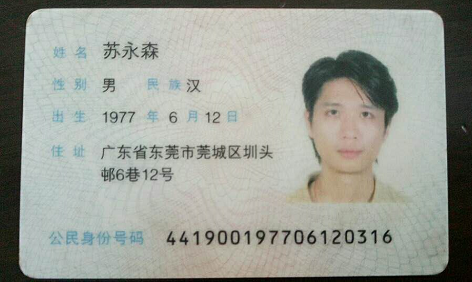 姓名 苏永森
性别 男 民族 汉
出生 1977 年 6 月 12 日
住址 广东省东莞市莞城区圳头
邨6巷12号
公民身份号码 441900197706120316